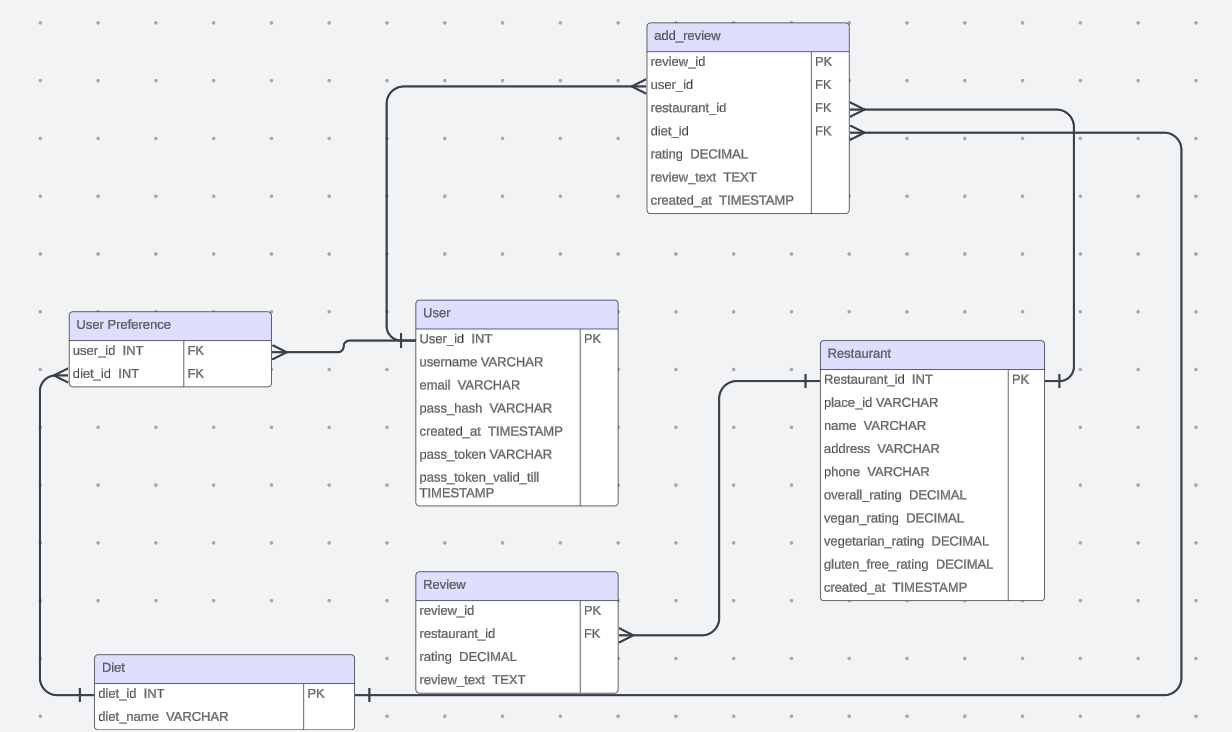 add_review
review_id PK
user_id FK
restaurant_id FK
diet_id FK
rating DECIMAL
review_text TEXT
created_at TIMESTAMP
User Preference
user_id INT FK
diet_id INT FK
User
User_id INT PK
username VARCHAR
email VARCHAR
pass_hash VARCHAR
created_at TIMESTAMP
pass_token VARCHAR
pass_token_valid_till
TIMESTAMP
Restaurant
Restaurant_id INT PK
place_id VARCHAR
name VARCHAR
address VARCHAR
phone VARCHAR
overall_rating DECIMAL
vegan_rating DECIMAL
vegetarian_rating DECIMAL
gluten_free_rating DECIMAL
created_at TIMESTAMP
Review
review_id PK
restaurant_id FK
rating DECIMAL
review_text TEXT
Diet
diet_id INT PK
diet_name VARCHAR